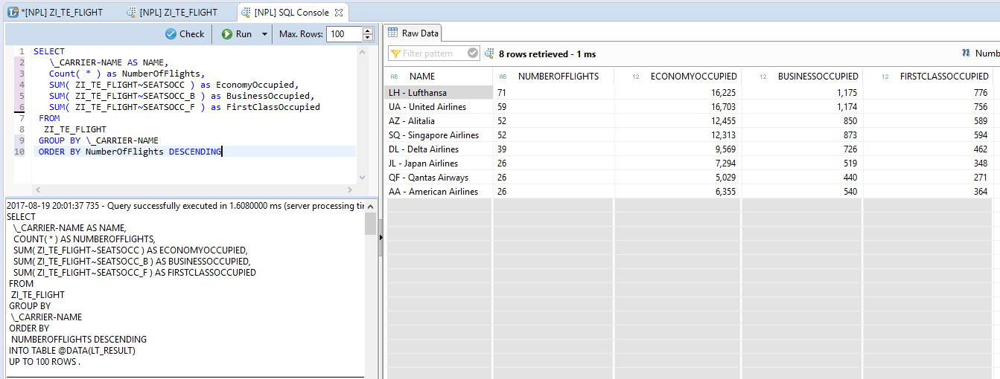 *[NPL] ZI_TE_FLIGHT
[NPL] ZI_TE_FLIGHT
[NPL] SQL Console
Check
Run
Max. Rows: 100
1 SELECT
2 \_CARRIER-NAME AS NAME,
3 Count( * ) as NumberOfFlights,
4 SUM( ZI_TE_FLIGHT~SEATSOCC ) as EconomyOccupied,
5 SUM( ZI_TE_FLIGHT~SEATSOCC_B ) as BusinessOccupied,
6 SUM( ZI_TE_FLIGHT~SEATSOCC_F ) as FirstClassOccupied
7 FROM
8 ZI_TE_FLIGHT
9 GROUP BY \_CARRIER-NAME
10 ORDER BY NumberOfFlights DESCENDING
2017-08-19 20:01:37 735 - Query successfully executed in 1.6080000 ms (server processing tin
SELECT
\_CARRIER-NAME AS NAME,
COUNT( * ) AS NUMBEROFFLIGHTS,
SUM( ZI_TE_FLIGHT~SEATSOCC ) AS ECONOMYOCCUPIED,
SUM( ZI_TE_FLIGHT~SEATSOCC_B ) AS BUSINESSOCCUPIED,
SUM( ZI_TE_FLIGHT~SEATSOCC_F ) AS FIRSTCLASSOCCUPIED
FROM
ZI_TE_FLIGHT
GROUP BY
\_CARRIER-NAME
ORDER BY
NUMBEROFFLIGHTS DESCENDING
INTO TABLE @DATA(LT_RESULT)
UP TO 100 ROWS .
Raw Data
Filter pattern
8 rows retrieved - 1 ms
Numb
AB NAME AB NUMBEROFFLIGHTS 12 ECONOMYOCCUPIED 12 BUSINESSOCCUPIED 12 FIRSTCLASSOCCUPIED
LH - Lufthansa 71 16,225 1,175 776
UA - United Airlines 59 16,703 1,174 756
AZ - Alitalia 52 12,455 850 589
SQ - Singapore Airlines 52 12,313 873 594
DL - Delta Airlines 39 9,569 726 462
JL - Japan Airlines 26 7,294 519 348
QF - Qantas Airways 26 5,029 440 271
AA - American Airlines 26 6,355 540 364